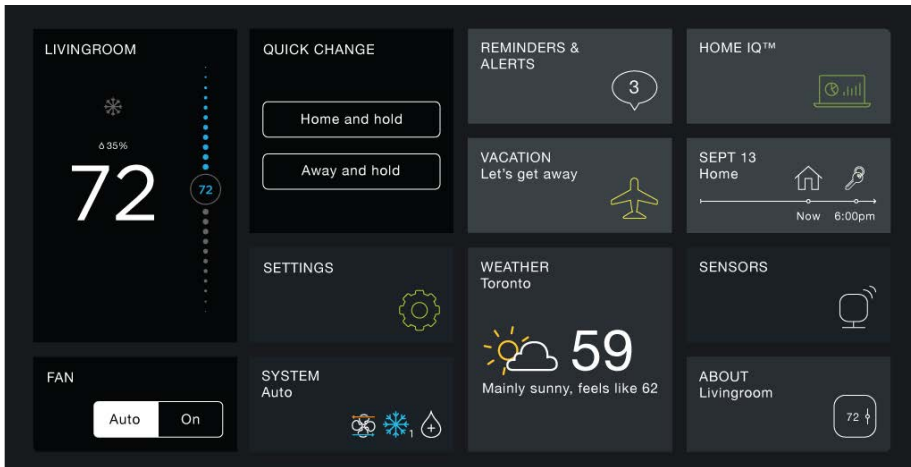 LIVINGROOM
35%
72
72
FAN
Auto On
QUICK CHANGE
Home and hold
Away and hold
SETTINGS
SYSTEM
Auto
1
REMINDERS &
ALERTS
3
VACATION
Let's get away
WEATHER
Toronto
59
Mainly sunny, feels like 62
HOME IQ™
SEPT 13
Home
Now 6:00pm
SENSORS
ABOUT
Livingroom
72